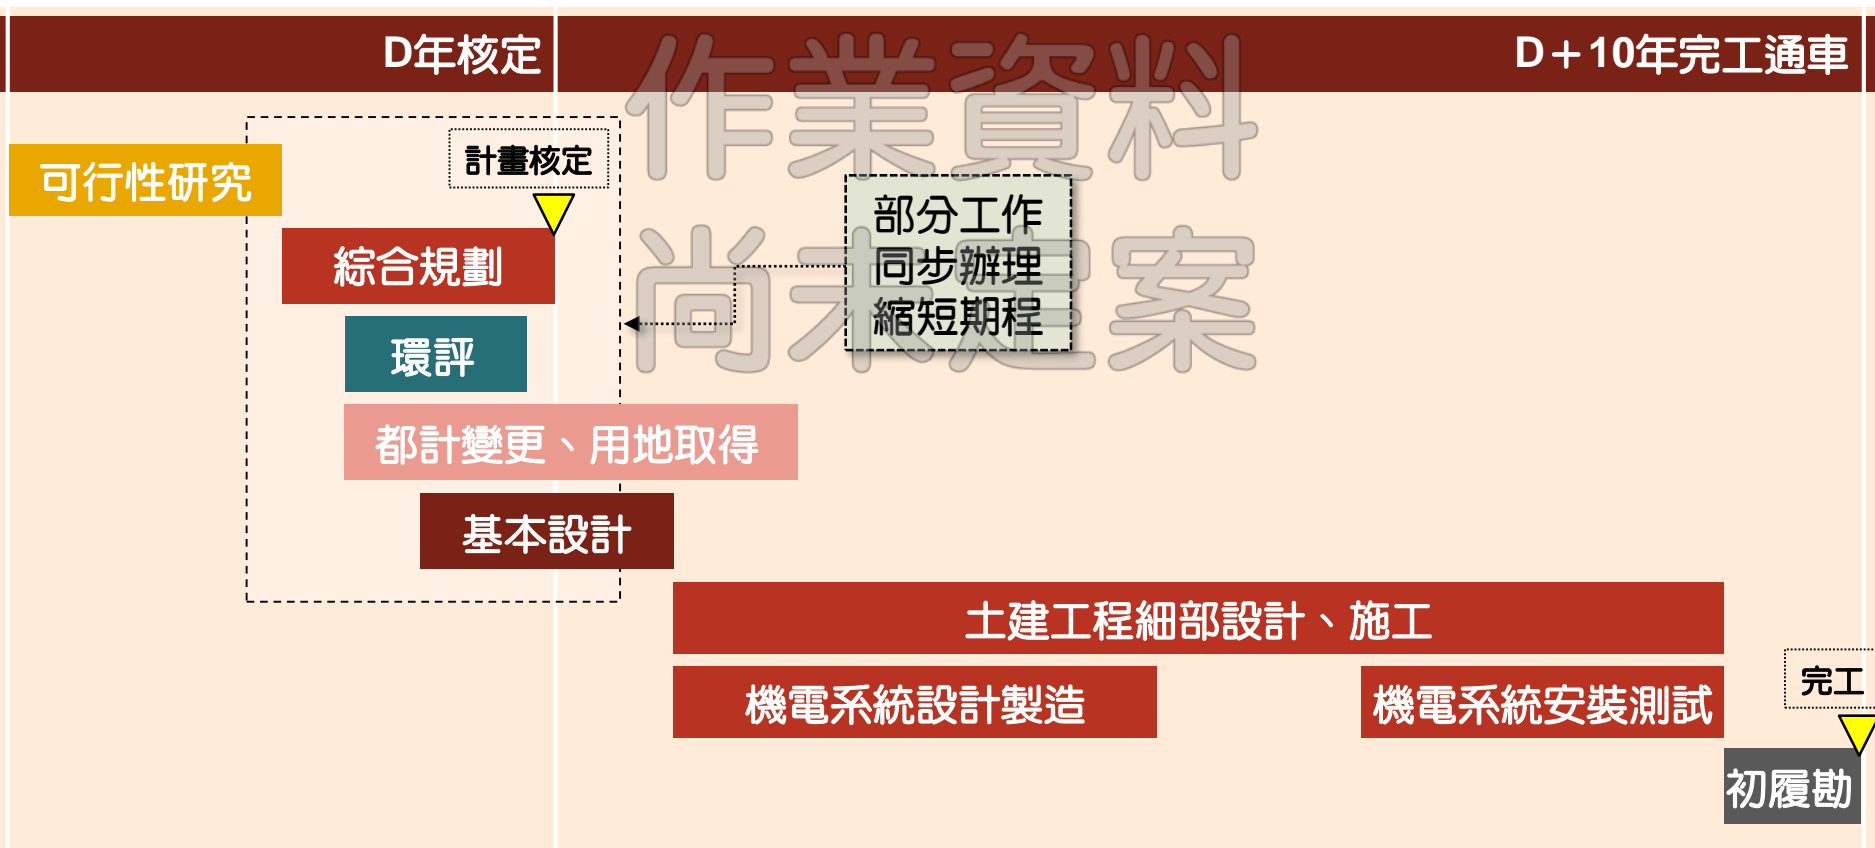 D年核定
D＋10年完工通車
作業資料
尚未定案
可行性研究
計畫核定
綜合規劃
部分工作
同步辦理
縮短期程
環評
都計變更、用地取得
基本設計
土建工程細部設計、施工
機電系統設計製造
機電系統安裝測試
完工
初履勘